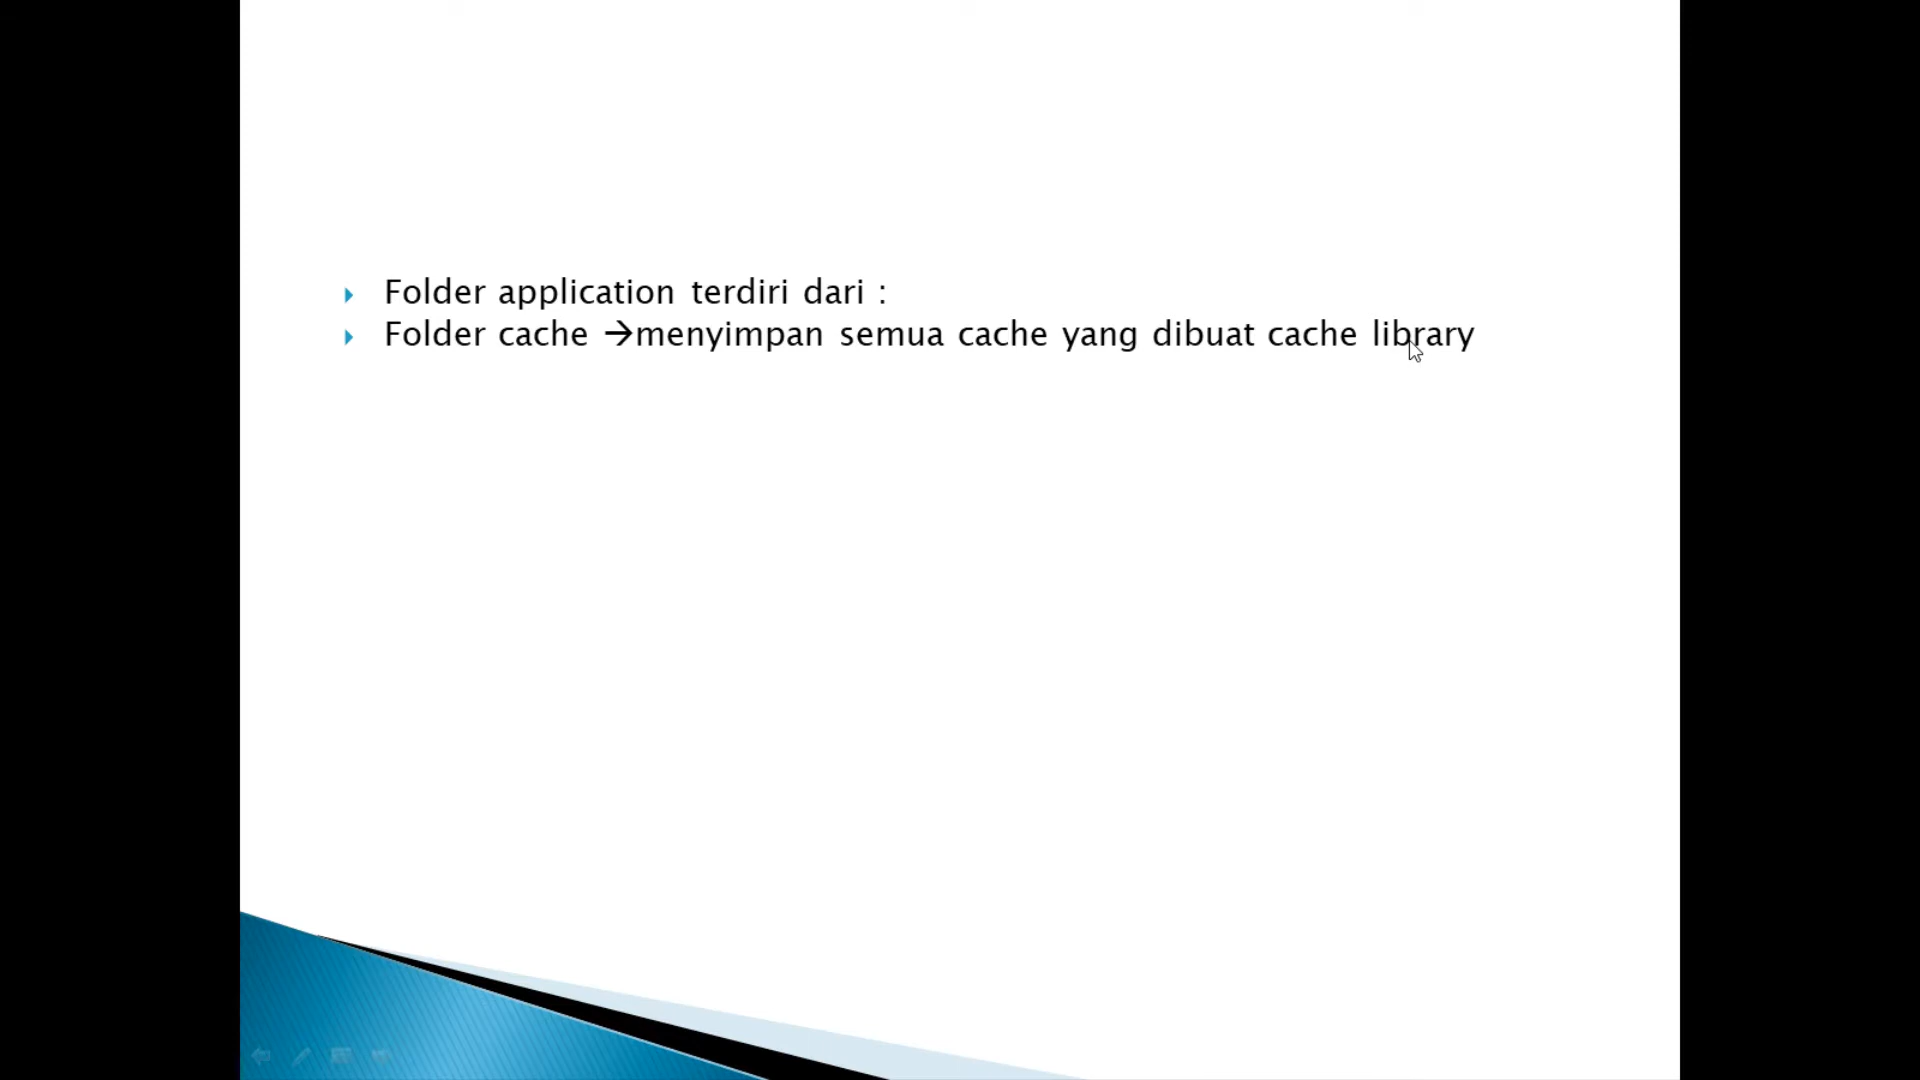 Folder application terdiri dari :
Folder cache →menyimpan semua cache yang dibuat cache library